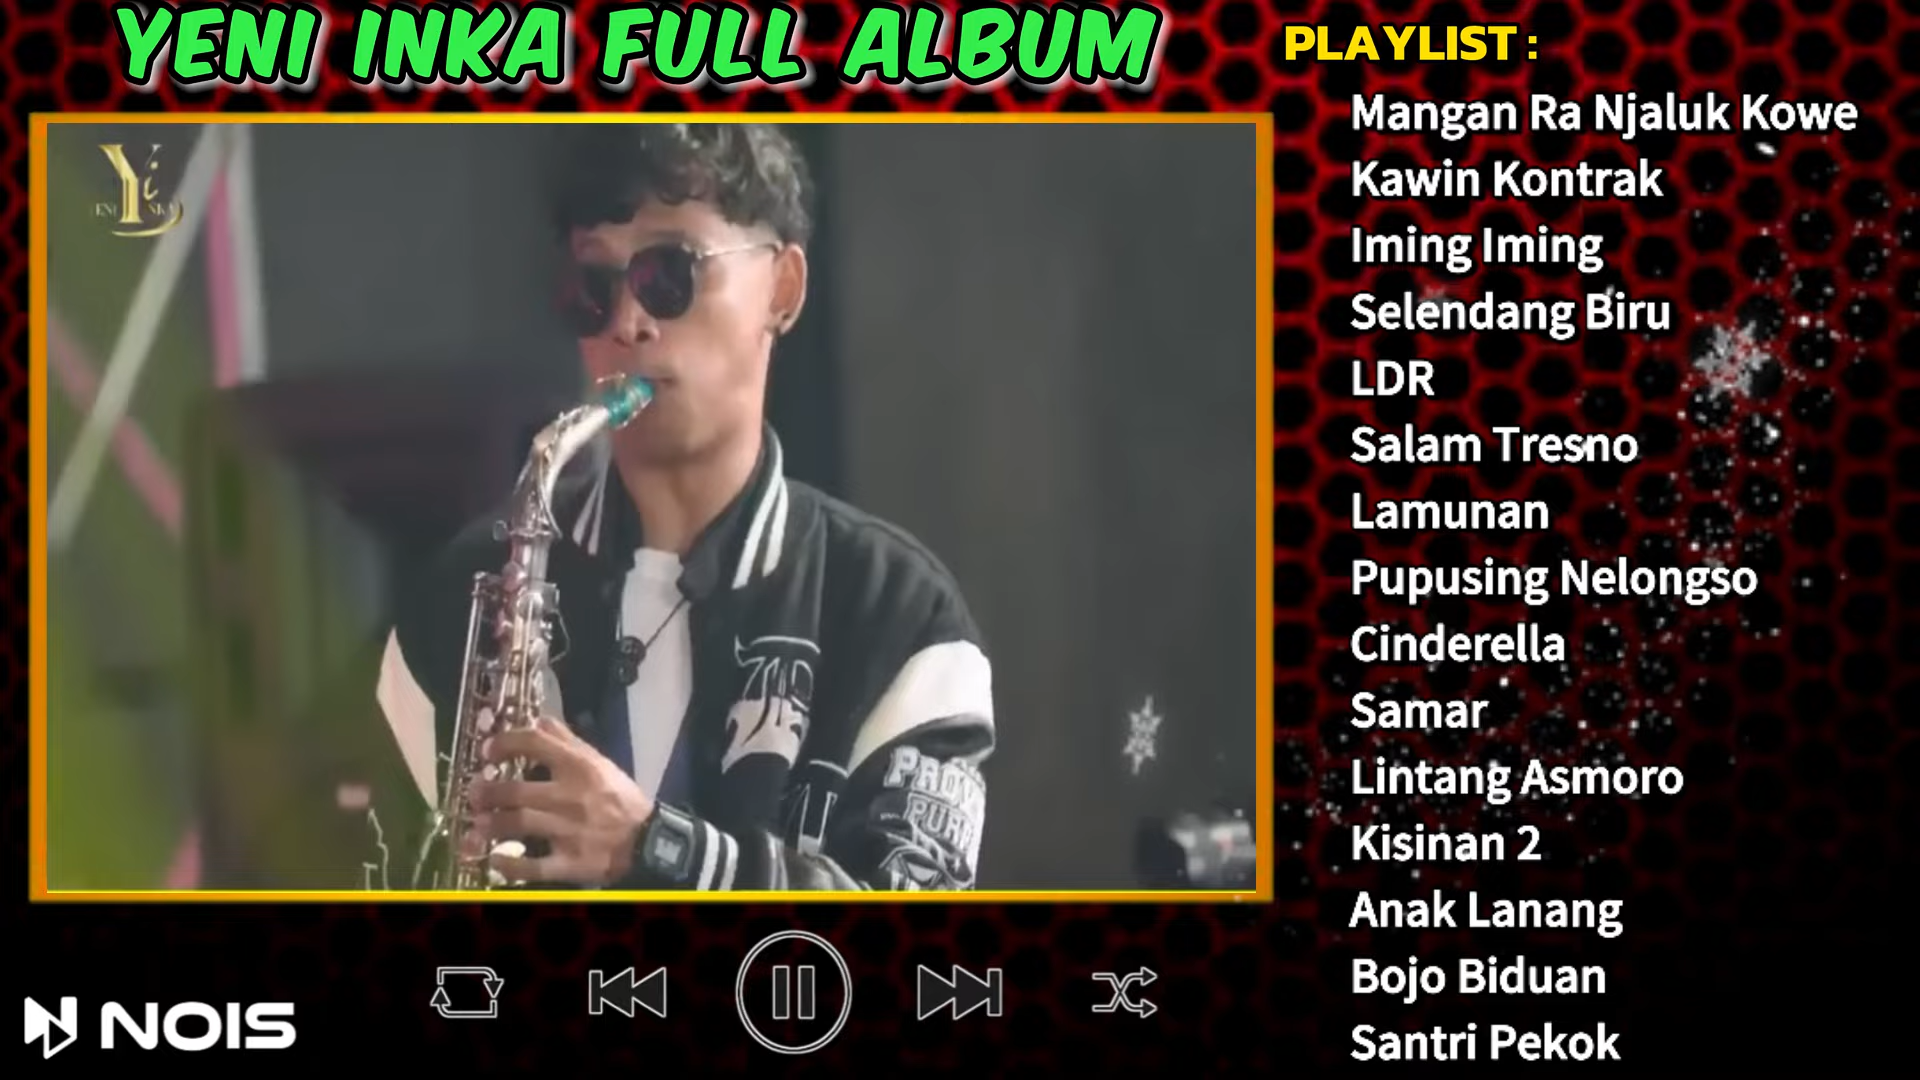 YENI INKA FULL ALBUM
PLAYLIST :
Mangan Ra Njaluk Kowe
Kawin Kontrak
Iming Iming
Selendang Biru
LDR
Salam Tresno
Lamunan
Pupusing Nelongso
Cinderella
Samar
Lintang Asmoro
Kisinan 2
Anak Lanang
Bojo Biduan
Santri Pekok
Yi
NOIS